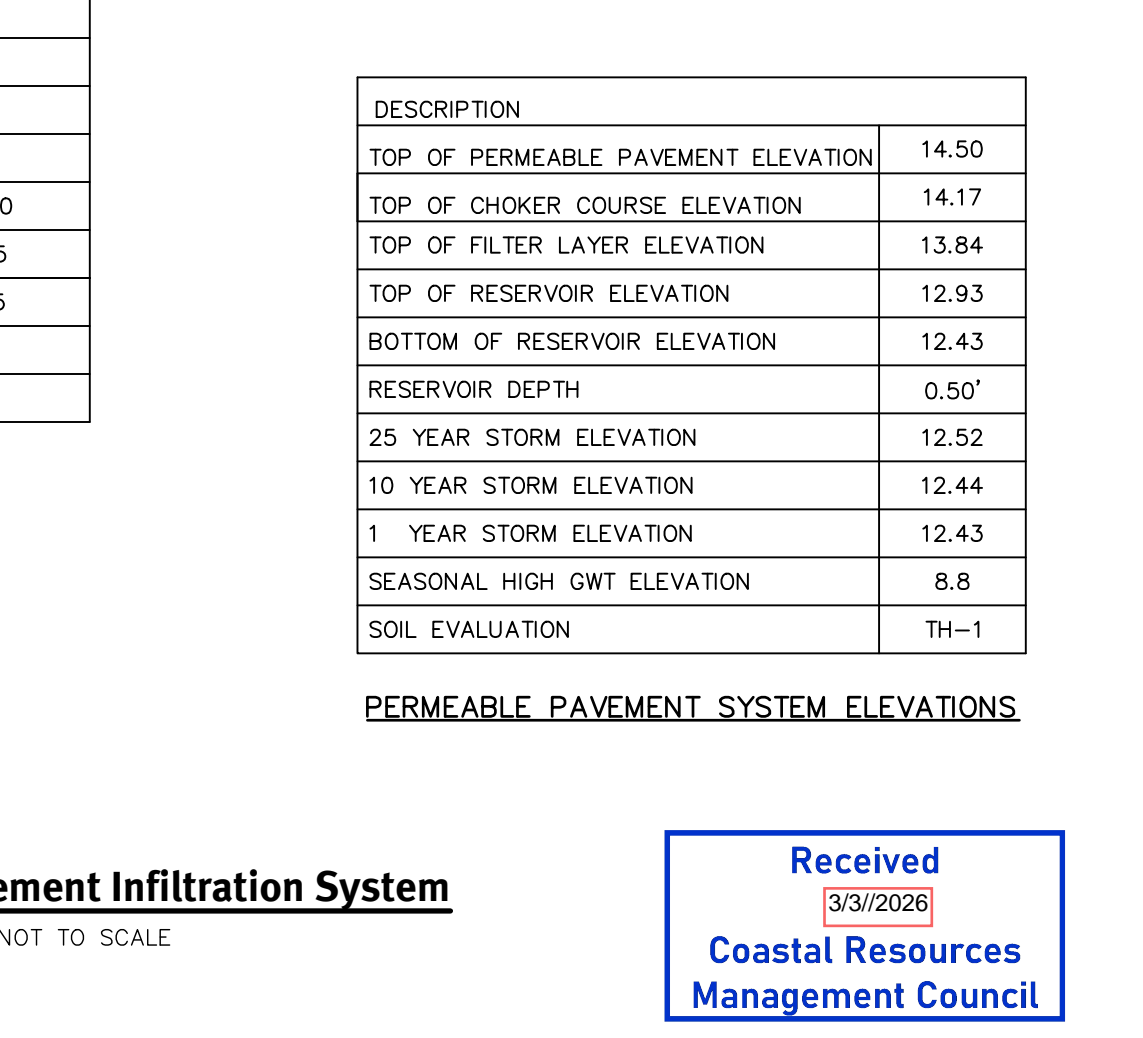 0
5
DESCRIPTION
TOP OF PERMEABLE PAVEMENT ELEVATION 14.50
TOP OF CHOKER COURSE ELEVATION 14.17
TOP OF FILTER LAYER ELEVATION 13.84
TOP OF RESERVOIR ELEVATION 12.93
BOTTOM OF RESERVOIR ELEVATION 12.43
RESERVOIR DEPTH 0.50'
25 YEAR STORM ELEVATION 12.52
10 YEAR STORM ELEVATION 12.44
1 YEAR STORM ELEVATION 12.43
SEASONAL HIGH GWT ELEVATION 8.8
SOIL EVALUATION TH-1
PERMEABLE PAVEMENT SYSTEM ELEVATIONS
ement Infiltration System
NOT TO SCALE
Received
3/3//2026
Coastal Resources
Management Council